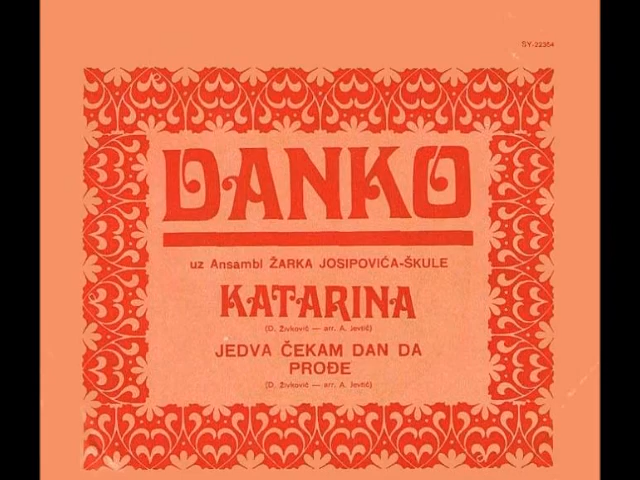 SY-22354
DANKO
uz Ansambl ŽARKA JOSIPOVIĆA-ŠKULE
KATARINA
(D. Živković — arr. A. Jevtić)
JEDVA ČEKAM DAN DA
PROĐE
(D. Živković — arr. A. Jevtić)